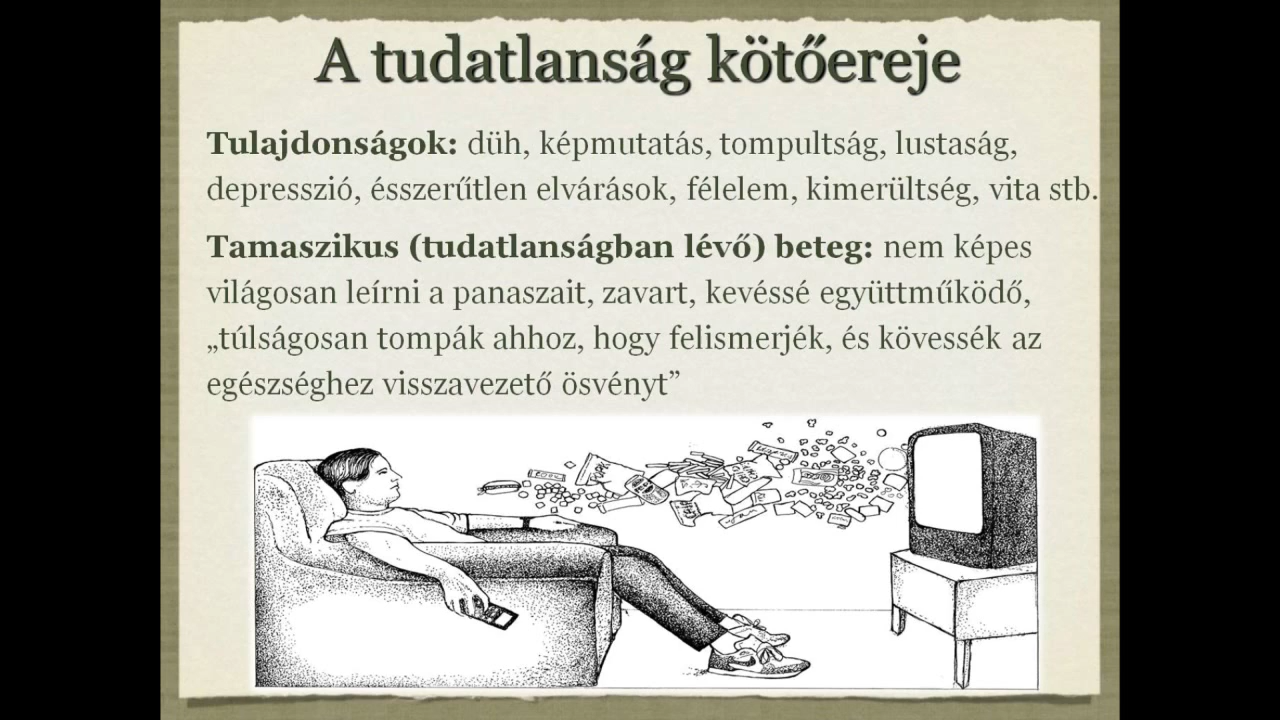 A tudatlanság kötőereje
Tulajdonságok: düh, képmutatás, tompultság, lustaság,
depresszió, ésszerűtlen elvárások, félelem, kimerültség, vita stb.
Tamaszikus (tudatlanságban lévő) beteg: nem képes
világosan leírni a panaszait, zavart, kevéssé együttműködő,
„túlságosan tompák ahhoz, hogy felismerjék, és kövessék az
egészséghez visszavezető ösvényt”